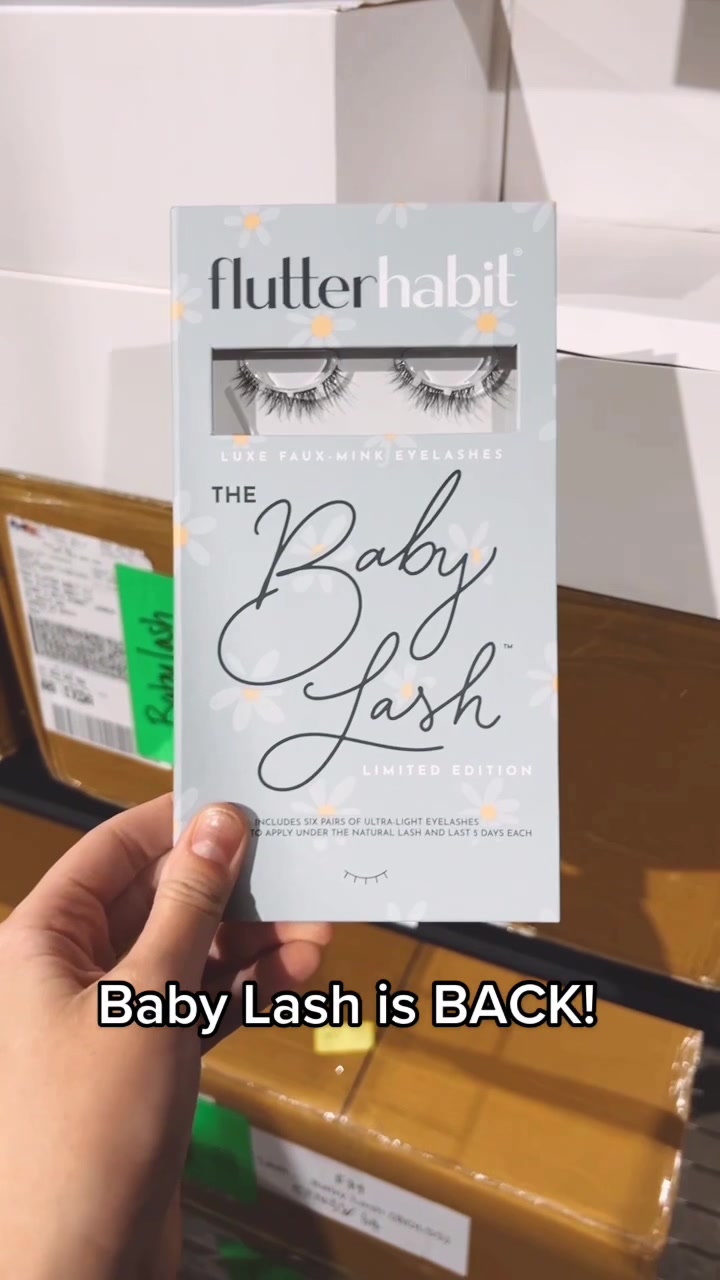 flutterhabit®
LUXE FAUX-MINK EYELASHES
THE
Baby
Lash™
LIMITED EDITION
INCLUDES SIX PAIRS OF ULTRA-LIGHT EYELASHES
TO APPLY UNDER THE NATURAL LASH AND LAST 5 DAYS EACH
Baby Lash
Baby Lash is BACK!